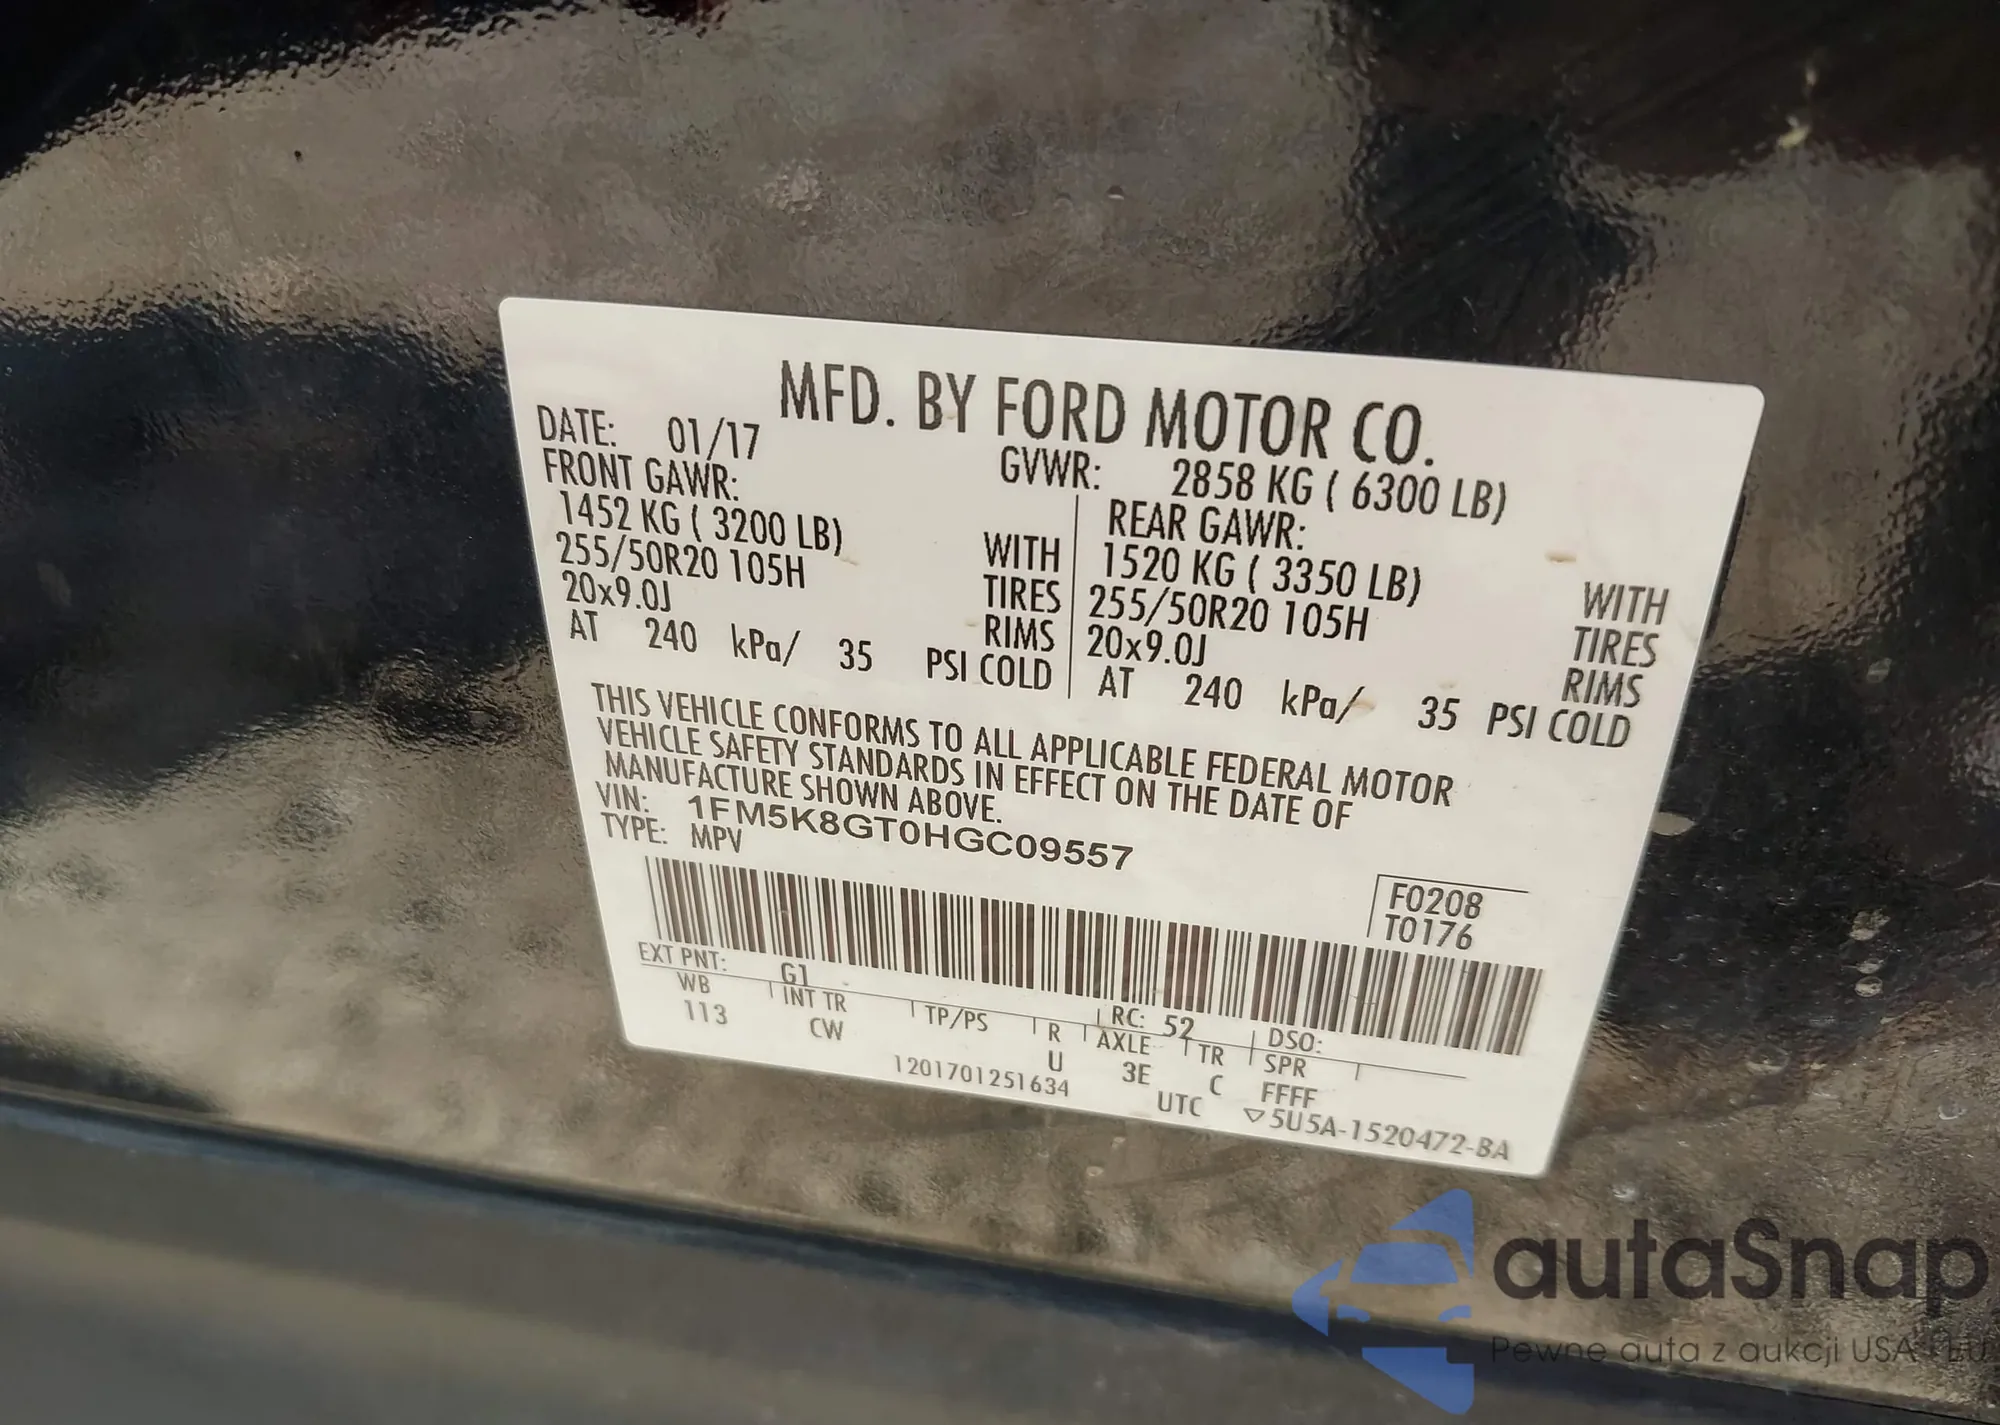 MFD. BY FORD MOTOR CO.
DATE: 01/17
GVWR: 2858 KG ( 6300 LB)
FRONT GAWR:
1452 KG ( 3200 LB) WITH
255/50R20 105H TIRES
20x9.0J RIMS
AT 240 kPa/ 35 PSI COLD
REAR GAWR:
1520 KG ( 3350 LB) WITH
255/50R20 105H TIRES
20x9.0J RIMS
AT 240 kPa/ 35 PSI COLD
THIS VEHICLE CONFORMS TO ALL APPLICABLE FEDERAL MOTOR
VEHICLE SAFETY STANDARDS IN EFFECT ON THE DATE OF
MANUFACTURE SHOWN ABOVE.
VIN: 1FM5K8GT0HGC09557
TYPE: MPV
F0208
T0176
EXT PNT: G1 RC: 52 DSO:
WB INT TR TP/PS R AXLE TR SPR
113 CW U 3E C FFFF
1201701251634 UTC ▽5U5A-1520472-BA
autaSnap
Pewne auta z aukcji USA i EU